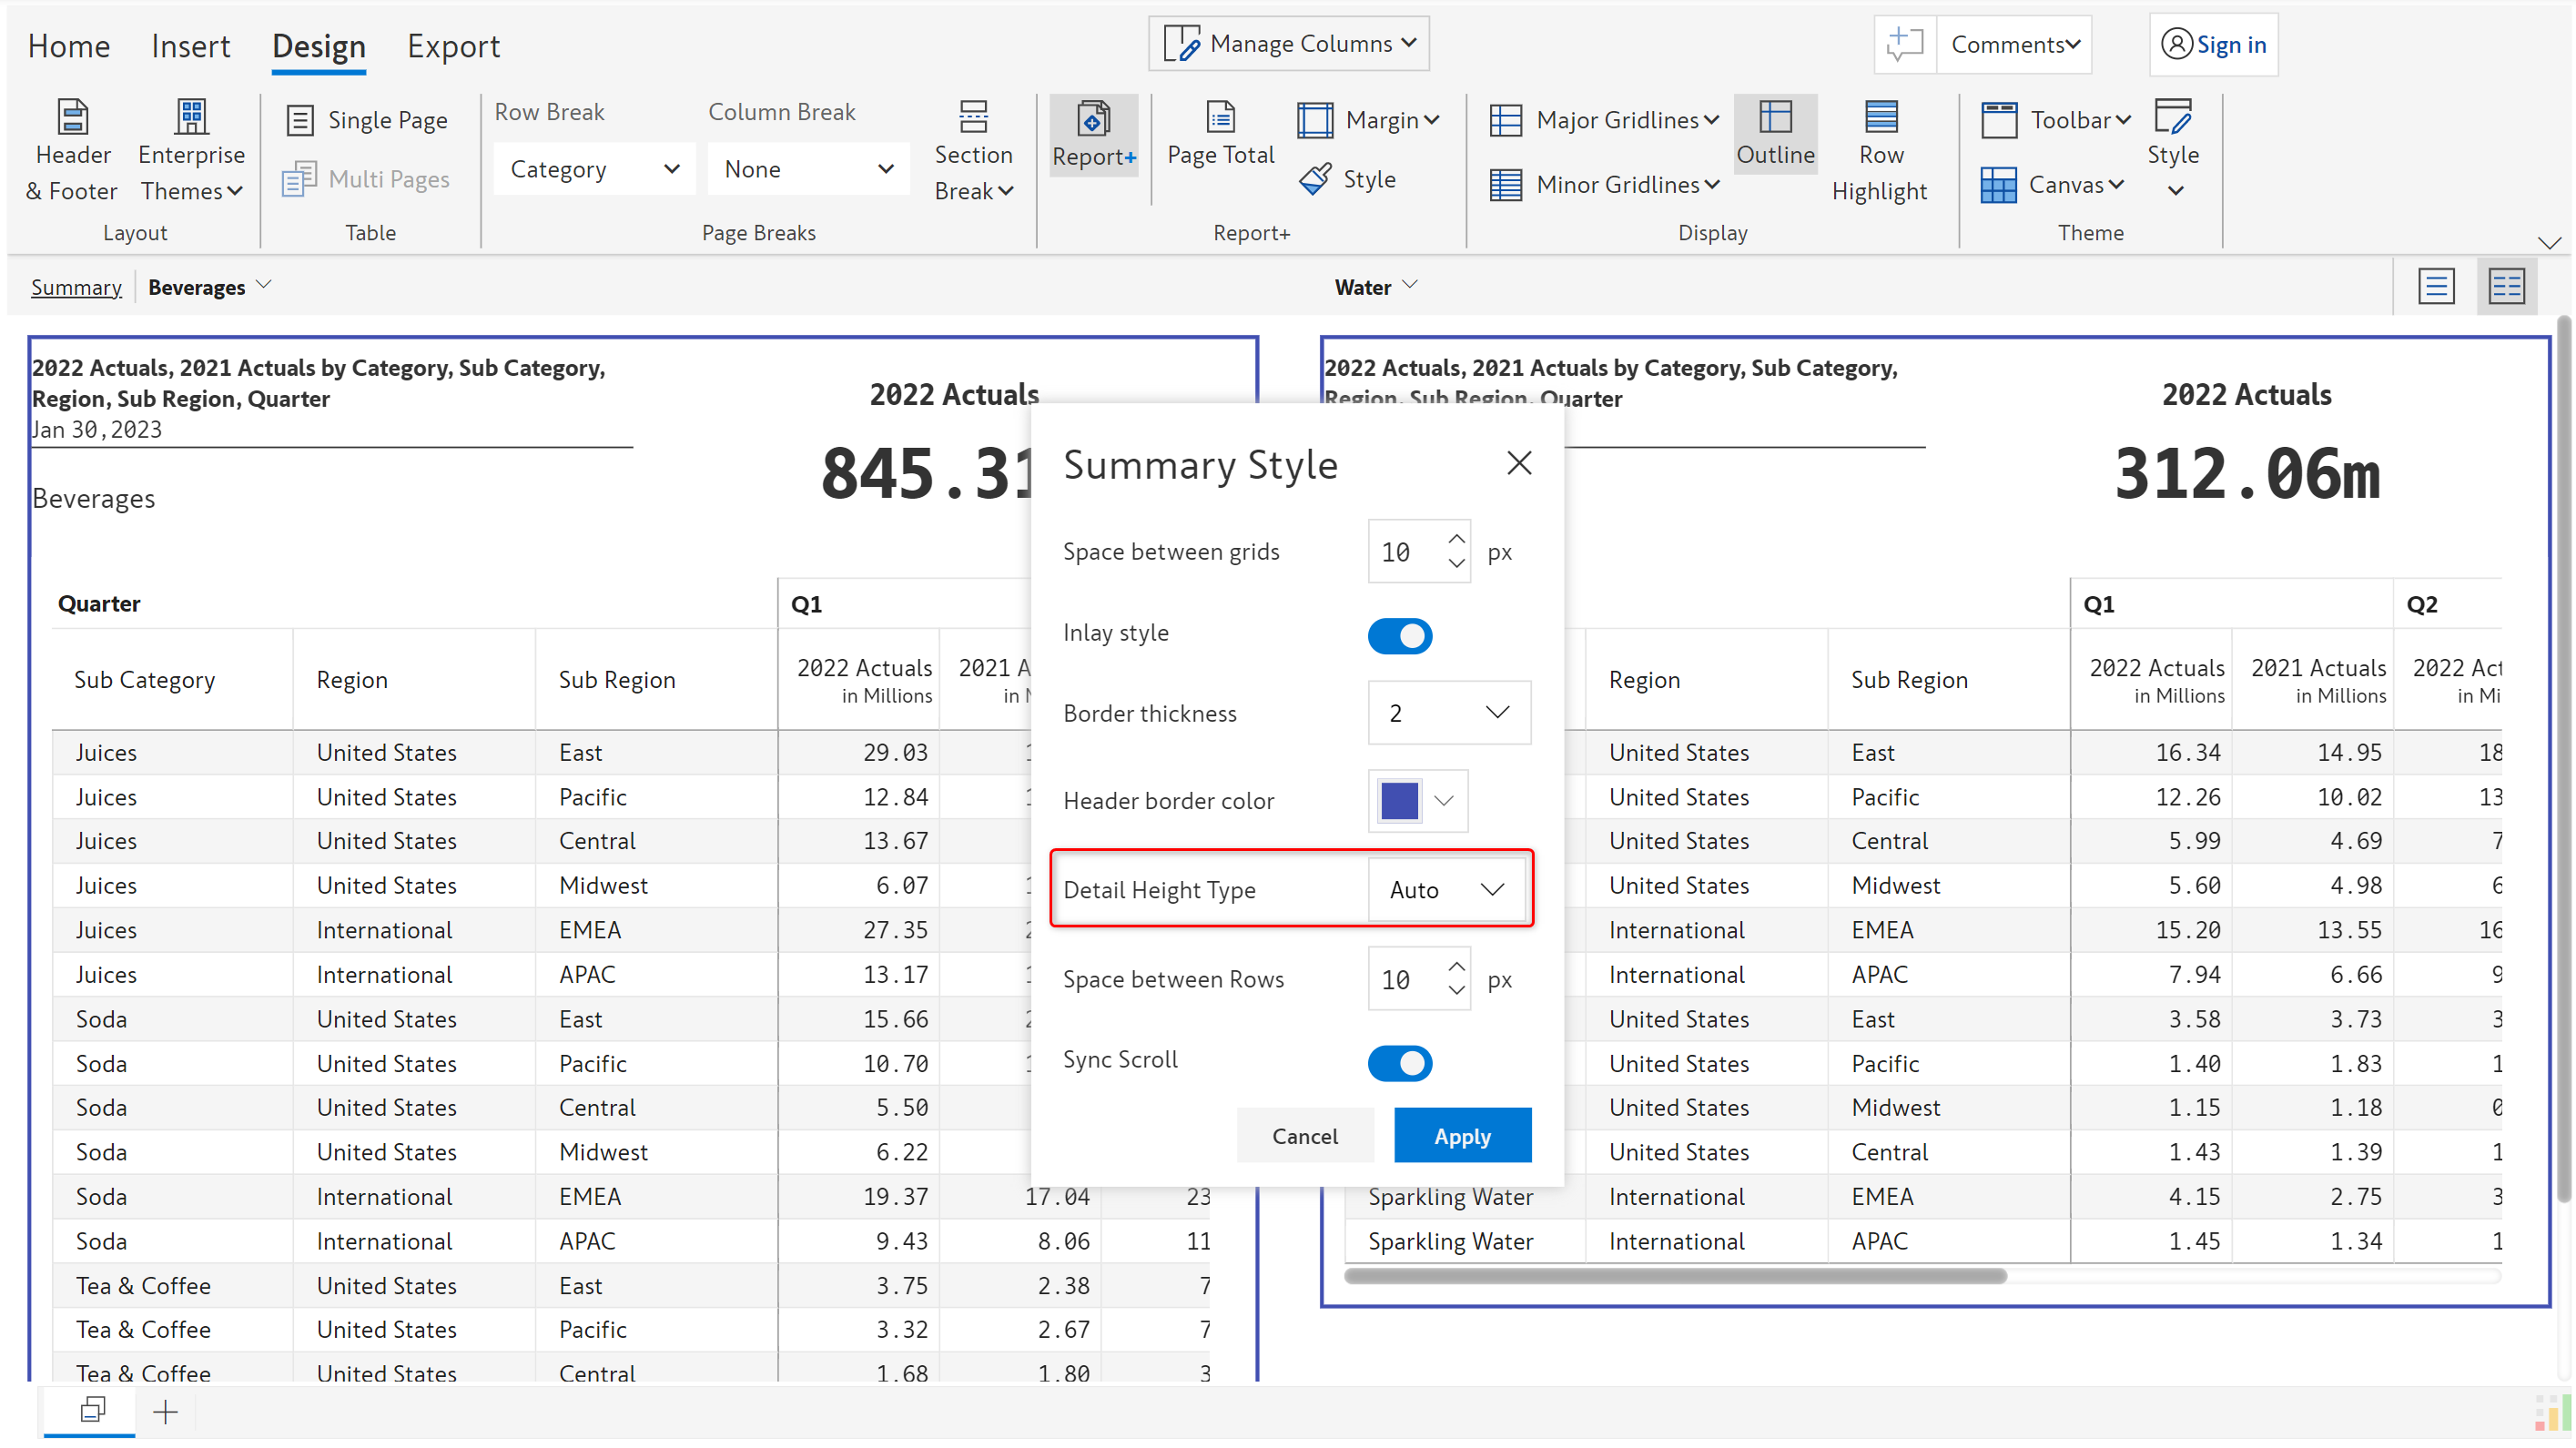 Home Insert Design Export Manage Columns Comments Sign in
Header & Footer Enterprise Themes Single Page Multi Pages Row Break Category Column Break None Section Break Report+ Page Total Margin Style Major Gridlines Minor Gridlines Outline Row Highlight Toolbar Canvas Style
Layout Table Page Breaks Report+ Display Theme
Summary Beverages Water
2022 Actuals, 2021 Actuals by Category, Sub Category,
Region, Sub Region, Quarter
Jan 30,2023
Beverages
2022 Actuals
845.31
2022 Actuals, 2021 Actuals by Category, Sub Category,
Region, Sub Region, Quarter
2022 Actuals
312.06m
Quarter Q1
Sub Category Region Sub Region 2022 Actuals 2021 A
in Millions
Juices United States East 29.03
Juices United States Pacific 12.84
Juices United States Central 13.67
Juices United States Midwest 6.07
Juices International EMEA 27.35
Juices International APAC 13.17
Soda United States East 15.66
Soda United States Pacific 10.70
Soda United States Central 5.50
Soda United States Midwest 6.22
Soda International EMEA 19.37 17.04 23
Soda International APAC 9.43 8.06 11
Tea & Coffee United States East 3.75 2.38 7
Tea & Coffee United States Pacific 3.32 2.67 7
Tea & Coffee United States Central 1.68 1.80 3
Summary Style
Space between grids 10 px
Inlay style
Border thickness 2
Header border color
Detail Height Type Auto
Space between Rows 10 px
Sync Scroll
Cancel Apply
Q1 Q2
Region Sub Region 2022 Actuals 2021 Actuals 2022 Act
in Millions in Millions in Mi
United States East 16.34 14.95 18
United States Pacific 12.26 10.02 13
United States Central 5.99 4.69 7
United States Midwest 5.60 4.98 6
International EMEA 15.20 13.55 16
International APAC 7.94 6.66 9
United States East 3.58 3.73 3
United States Pacific 1.40 1.83 1
United States Midwest 1.15 1.18 0
United States Central 1.43 1.39 1
Sparkling Water International EMEA 4.15 2.75 3
Sparkling Water International APAC 1.45 1.34 1